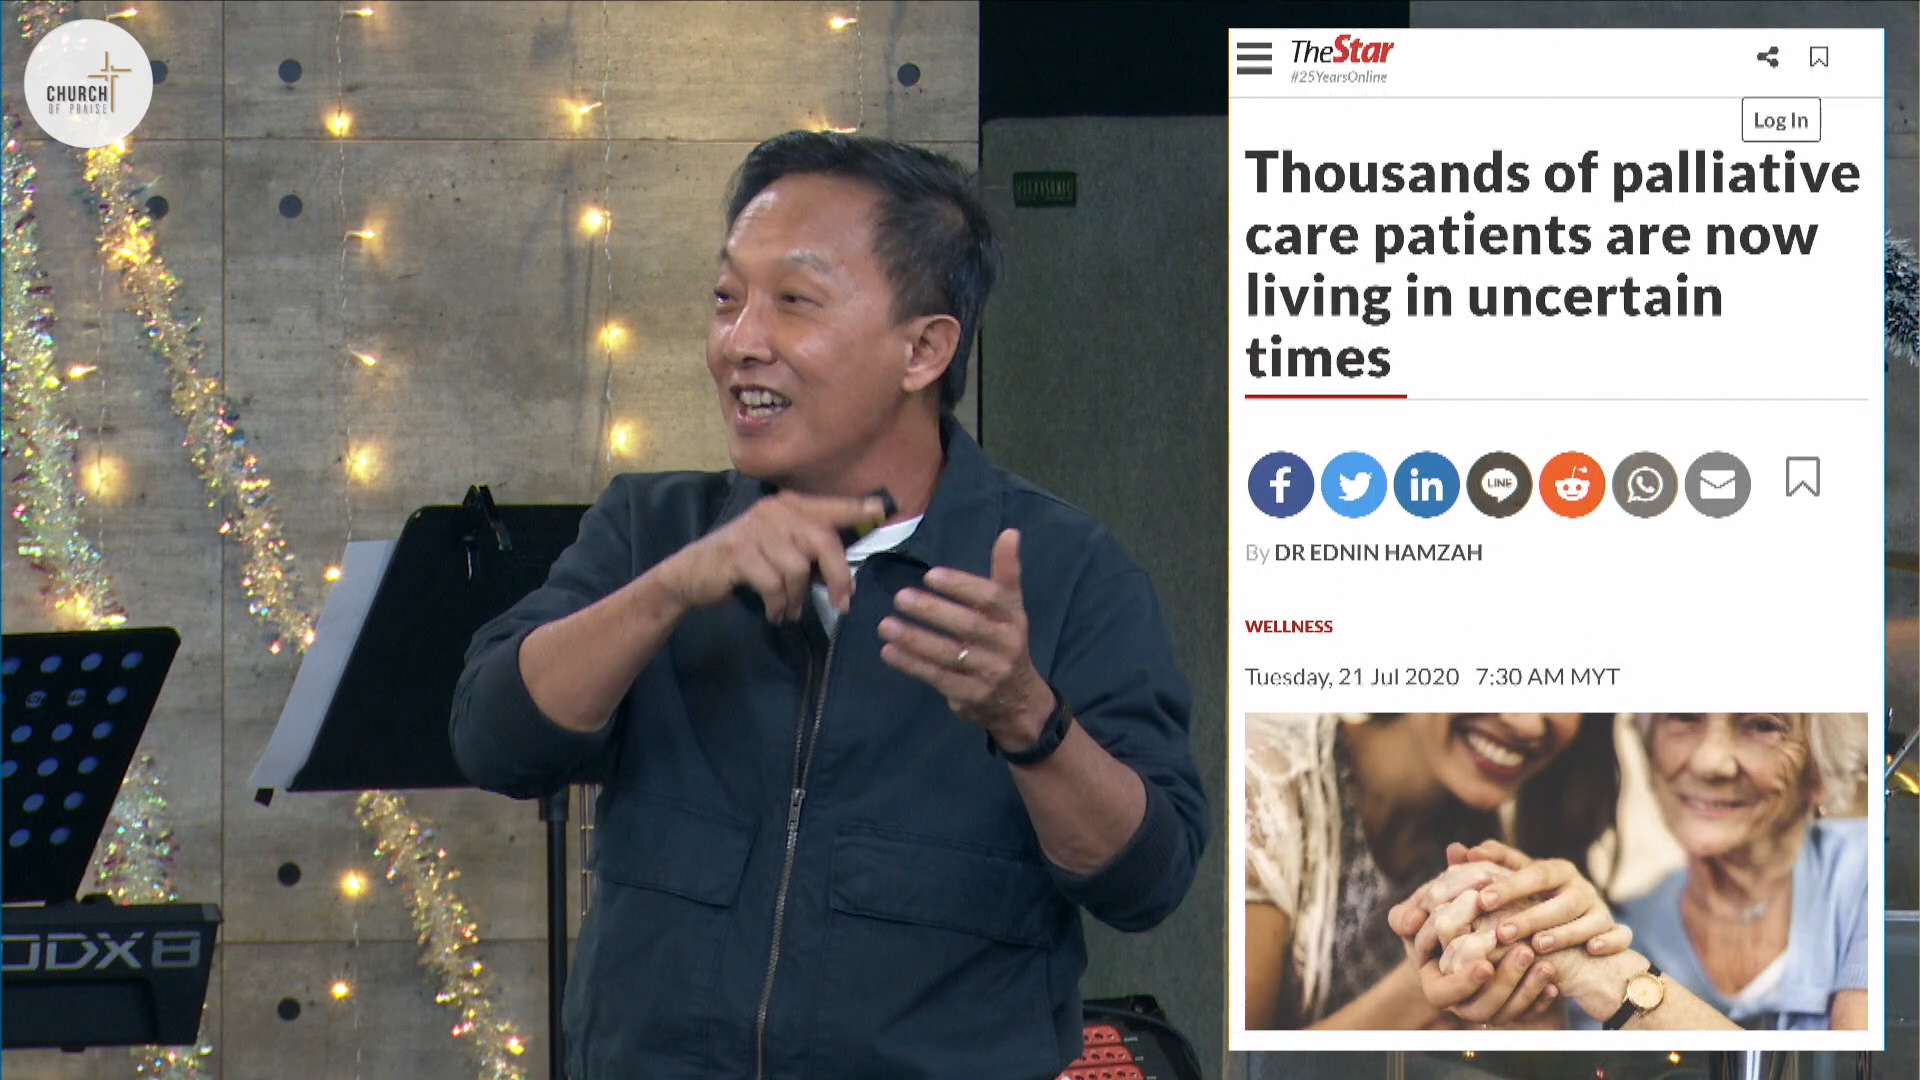 CHURCH
OF PRAISE
TheStar
#25YearsOnline
Log In
Thousands of palliative
care patients are now
living in uncertain
times
f
in
LINE
By DR EDNIN HAMZAH
WELLNESS
Tuesday, 21 Jul 2020 7:30 AM MYT